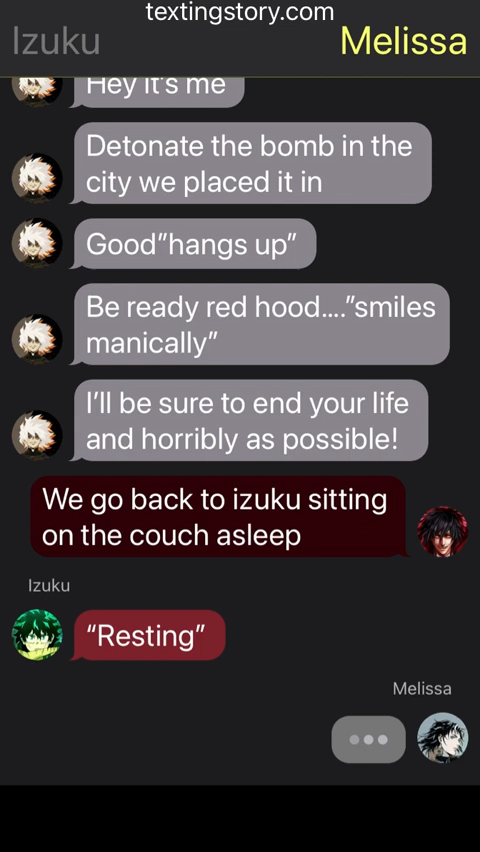 textingstory.com
Izuku
Melissa
Hey it's me
Detonate the bomb in the
city we placed it in
Good”hangs up”
Be ready red hood....”smiles
manically”
I’ll be sure to end your life
and horribly as possible!
We go back to izuku sitting
on the couch asleep
Izuku
“Resting”
Melissa